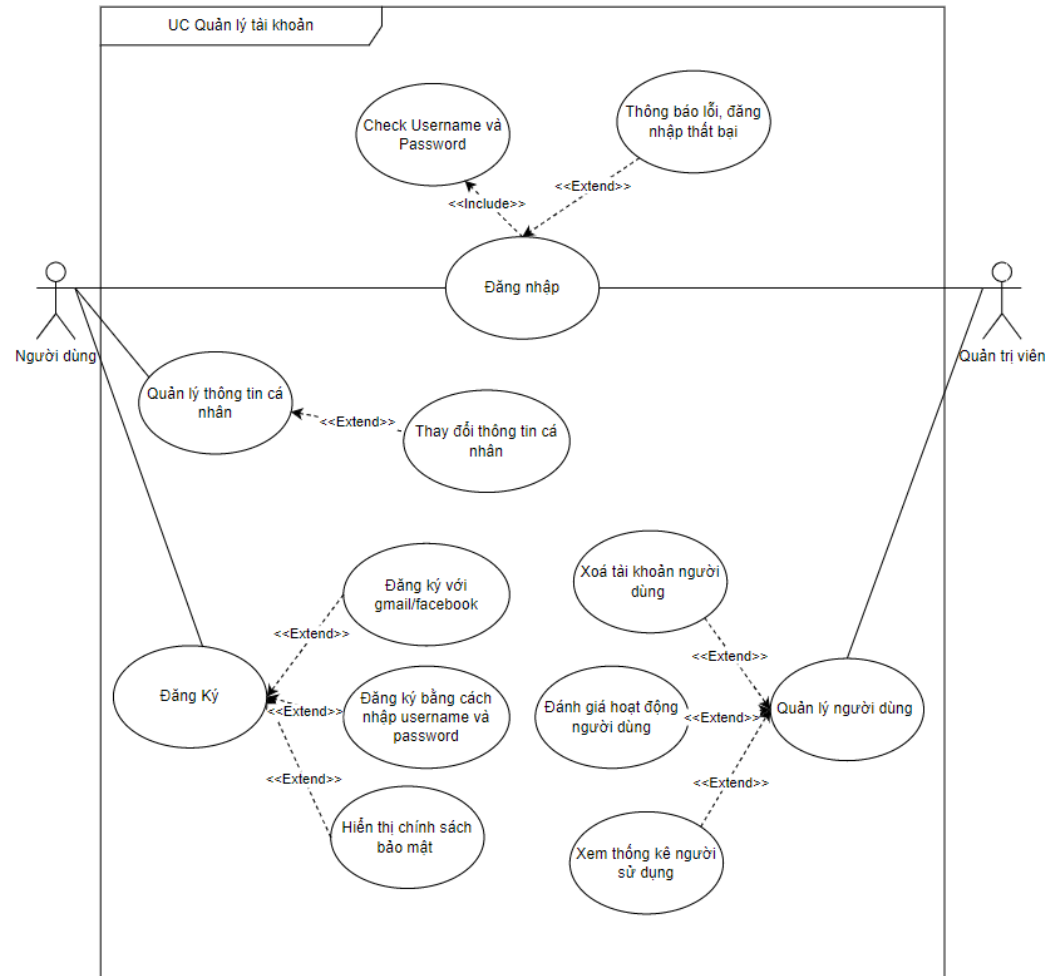 UC Quản lý tài khoản
Check Username và
Password
Thông báo lỗi, đăng
nhập thất bại
<<Extend>>
<<Include>>
Đăng nhập
Người dùng
Quản trị viên
Quản lý thông tin cá
nhân
<<Extend>>
Thay đổi thông tin cá
nhân
Đăng ký với
gmail/facebook
Xoá tài khoản người
dùng
<<Extend>>
<<Extend>>
Đăng Ký
<<Extend>>
Đăng ký bằng cách
nhập username và
password
Đánh giá hoạt động
người dùng
<<Extend>>
Quản lý người dùng
<<Extend>>
<<Extend>>
Hiển thị chính sách
bảo mật
Xem thống kê người
sử dụng